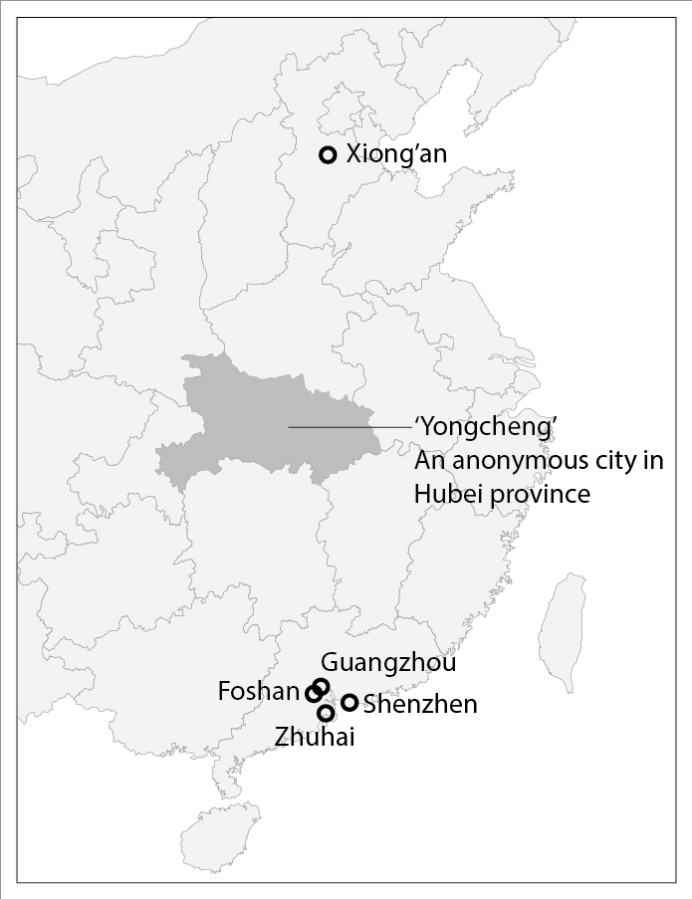 Xiong’an
‘Yongcheng’
An anonymous city in
Hubei province
Guangzhou
Foshan
Shenzhen
Zhuhai